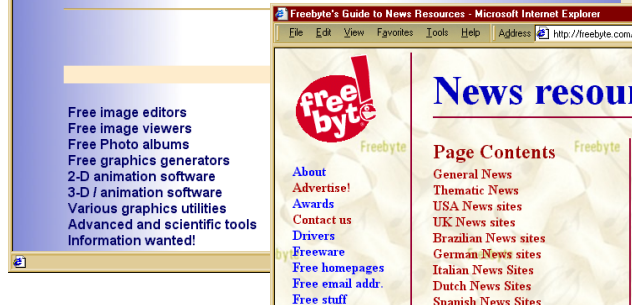 Free image editors
Free image viewers
Free Photo albums
Free graphics generators
2-D animation software
3-D / animation software
Various graphics utilities
Advanced and scientific tools
Information wanted!
Freebyte's Guide to News Resources - Microsoft Internet Explorer
File Edit View Favorites Tools Help Address http://freebyte.com/
free!
byte
Freebyte
About
Advertise!
Awards
Contact us
Drivers
Freeware
Free homepages
Free email addr.
Free stuff
News resou
Page Contents
Freebyte
General News
Thematic News
USA News sites
UK News sites
Brazilian News sites
German News sites
Italian News Sites
Dutch News Sites
Spanish News Sites